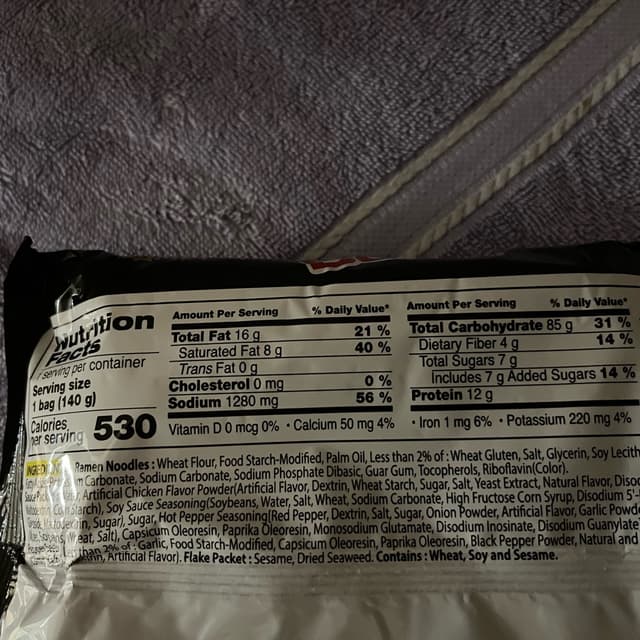 Nutrition
Facts
serving per container
Serving size
1 bag (140 g)
Calories
per serving 530
Amount Per Serving % Daily Value*
Total Fat 16 g 21 %
Saturated Fat 8 g 40 %
Trans Fat 0 g
Cholesterol 0 mg 0 %
Sodium 1280 mg 56 %
Amount Per Serving % Daily Value*
Total Carbohydrate 85 g 31 %
Dietary Fiber 4 g 14 %
Total Sugars 7 g
Includes 7 g Added Sugars 14 %
Protein 12 g
Vitamin D 0 mcg 0% • Calcium 50 mg 4% • Iron 1 mg 6% • Potassium 220 mg 4%
Ramen Noodles : Wheat Flour, Food Starch-Modified, Palm Oil, Less than 2% of : Wheat Gluten, Salt, Glycerin, Soy Lecith
Carbonate, Sodium Carbonate, Sodium Phosphate Dibasic, Guar Gum, Tocopherols, Riboflavin(Color).
Artificial Chicken Flavor Powder(Artificial Flavor, Dextrin, Wheat Starch, Sugar, Salt, Yeast Extract, Natural Flavor, Disod
Starch), Soy Sauce Seasoning(Soybeans, Water, Salt, Wheat, Sodium Carbonate, High Fructose Corn Syrup, Disodium 5'-
Sugar), Sugar, Hot Pepper Seasoning(Red Pepper, Dextrin, Salt, Sugar, Onion Powder, Artificial Flavor, Garlic Powde
Salt), Capsicum Oleoresin, Paprika Oleoresin, Monosodium Glutamate, Disodium Inosinate, Disodium Guanylate
than 2% of : Garlic, Food Starch-Modified, Capsicum Oleoresin, Paprika Oleoresin, Black Pepper Powder, Natural and
Artificial Flavor). Flake Packet : Sesame, Dried Seaweed. Contains : Wheat, Soy and Sesame.